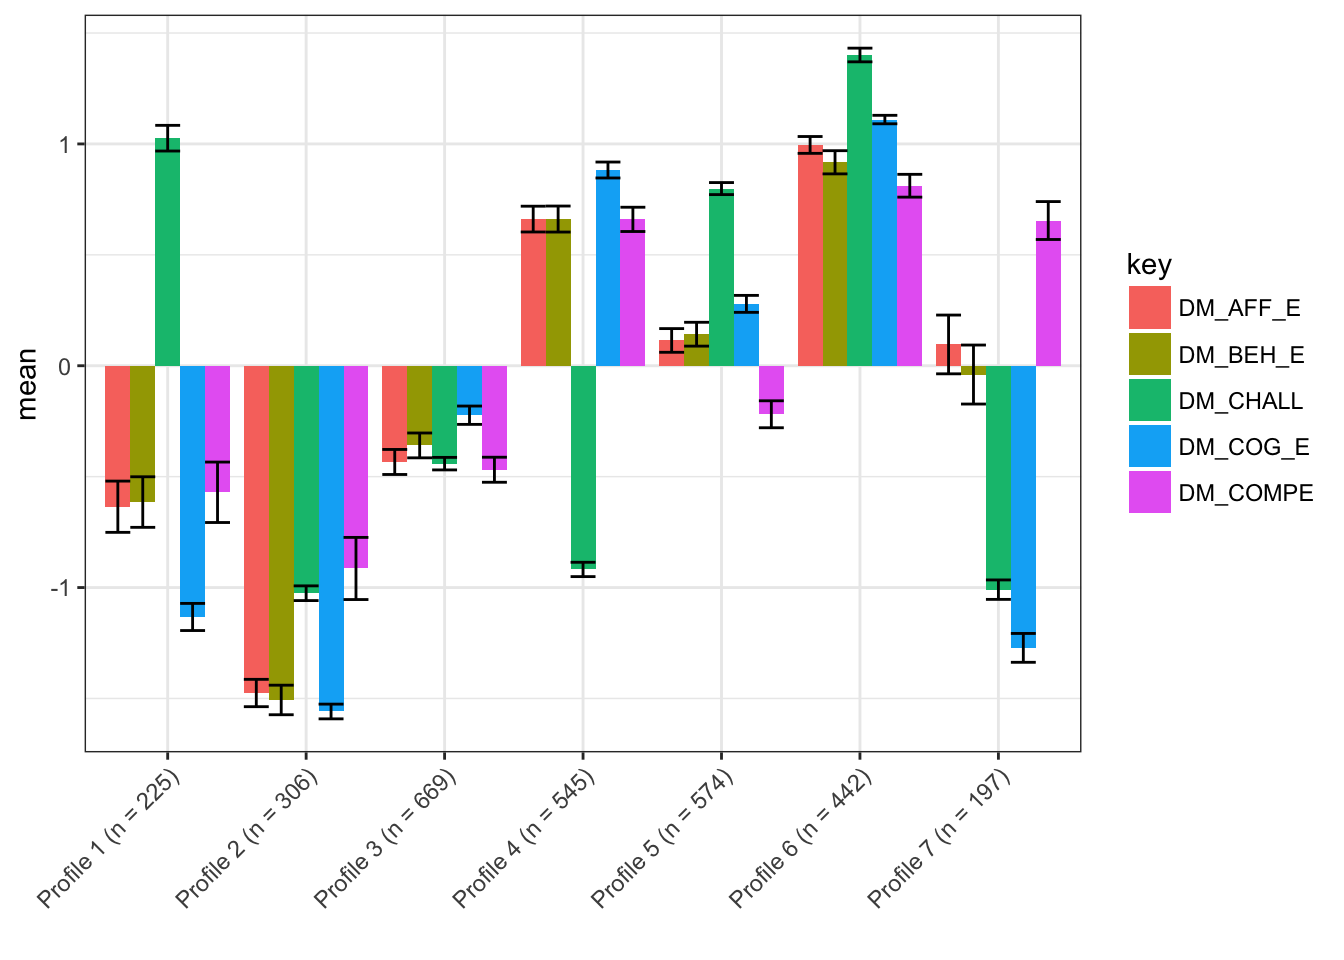 mean
1
0
-1
Profile 1 (n = 225)
Profile 2 (n = 306)
Profile 3 (n = 669)
Profile 4 (n = 545)
Profile 5 (n = 574)
Profile 6 (n = 442)
Profile 7 (n = 197)
key
DM_AFF_E
DM_BEH_E
DM_CHALL
DM_COG_E
DM_COMPE